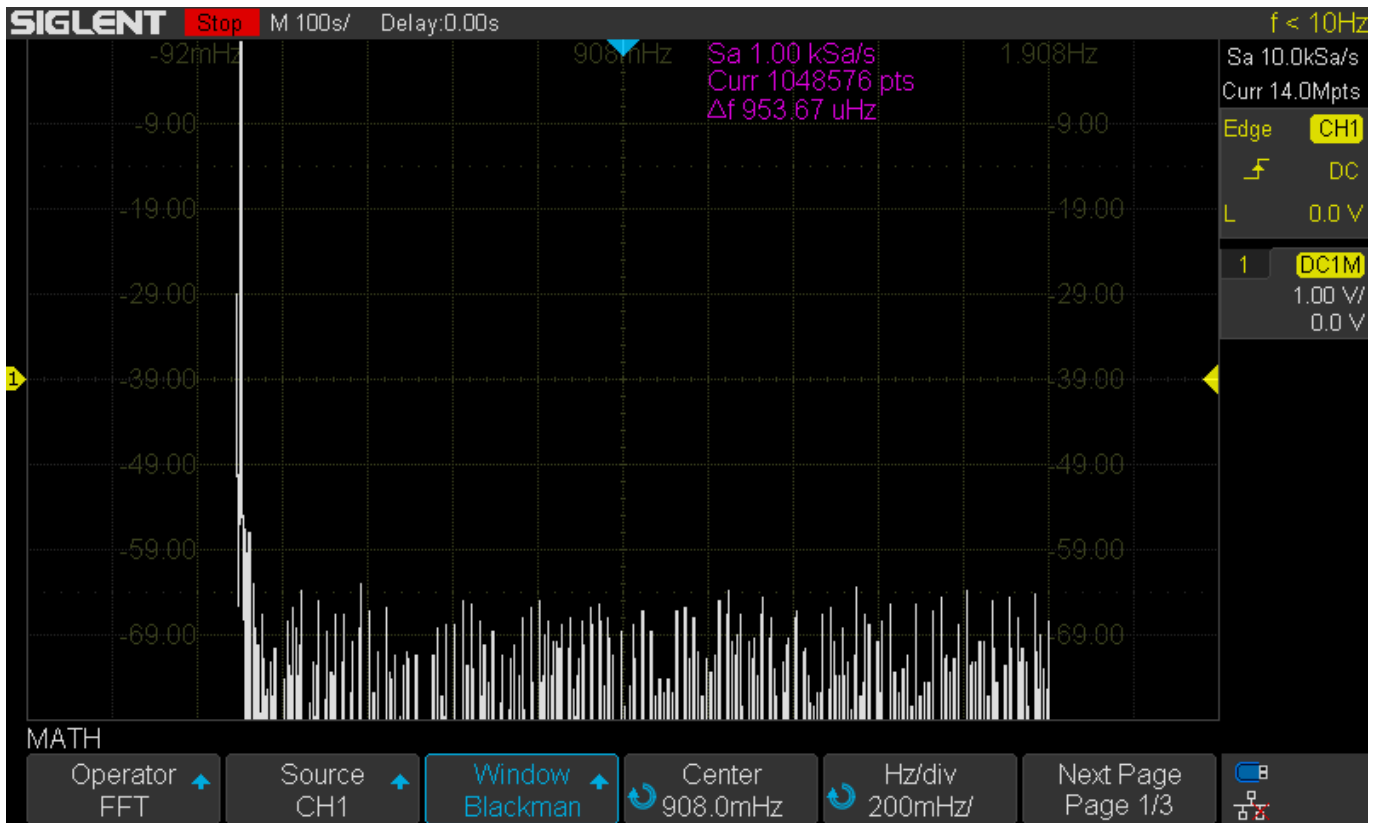 SIGLENT Stop M 100s/ Delay:0.00s f < 10Hz
-92mHz 908mHz 1.908Hz
Sa 1.00 kSa/s
Curr 1048576 pts
Δf 953.67 uHz
Sa 10.0kSa/s
Curr 14.0Mpts
Edge CH1
DC
L 0.0 V
1 DC1M
1.00 V/
0.0 V
-9.00 -9.00
-19.00 -19.00
-29.00 -29.00
1 -39.00 -39.00
-49.00 -49.00
-59.00 -59.00
-69.00 -69.00
MATH
Operator Source Window Center Hz/div Next Page
FFT CH1 Blackman 908.0mHz 200mHz/ Page 1/3